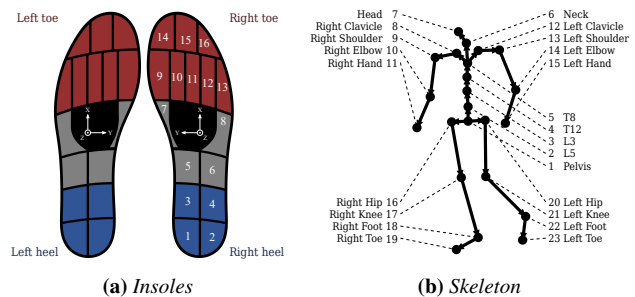 Left toe
Right toe
14 15 16
9 10 11 12 13
7 8
X
Z Y
X
Y Z
5 6
3 4
1 2
Left heel
Right heel
(a) Insoles
Head 7
Right Clavicle 8
Right Shoulder 9
Right Elbow 10
Right Hand 11
6 Neck
12 Left Clavicle
13 Left Shoulder
14 Left Elbow
15 Left Hand
5 T8
4 T12
3 L3
2 L5
1 Pelvis
Right Hip 16
Right Knee 17
Right Foot 18
Right Toe 19
20 Left Hip
21 Left Knee
22 Left Foot
23 Left Toe
(b) Skeleton